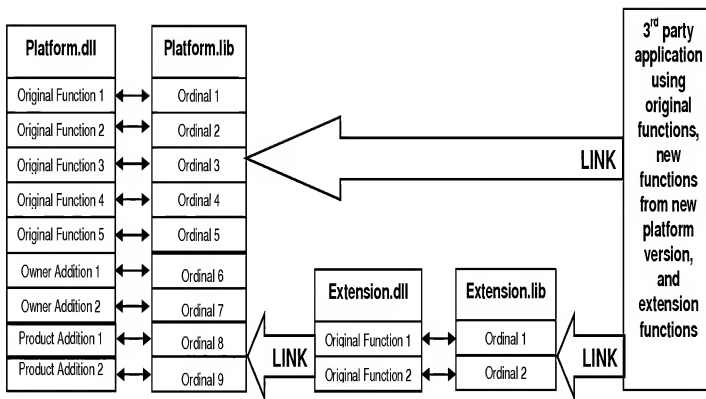 Platform.dll
Original Function 1
Original Function 2
Original Function 3
Original Function 4
Original Function 5
Owner Addition 1
Owner Addition 2
Product Addition 1
Product Addition 2
Platform.lib
Ordinal 1
Ordinal 2
Ordinal 3
Ordinal 4
Ordinal 5
Ordinal 6
Ordinal 7
Ordinal 8
Ordinal 9
LINK
LINK
Extension.dll
Original Function 1
Original Function 2
Extension.lib
Ordinal 1
Ordinal 2
LINK
3rd party
application
using
original
functions,
new
functions
from new
platform
version,
and
extension
functions